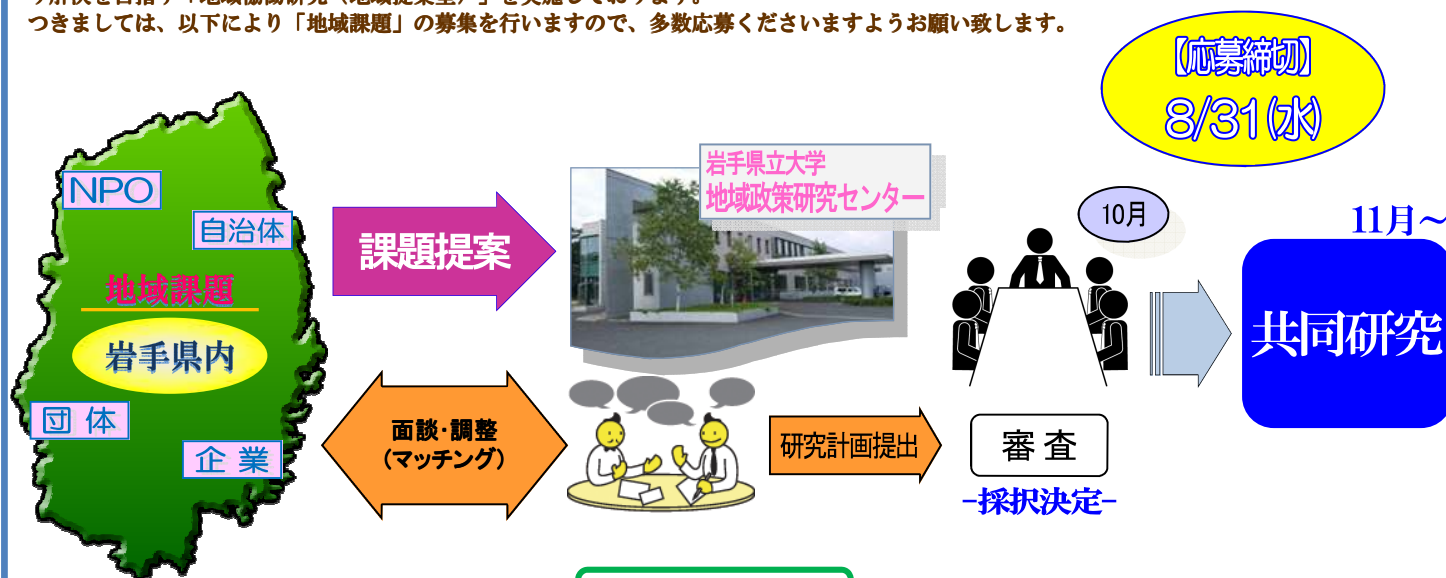 つきましては、以下により「地域課題」の募集を行いますので、多数応募くださいますようお願い致します。
【応募締切】
8/31(水)
NPO
自治体
地域課題
岩手県内
団 体
企 業
課題提案
岩手県立大学
地域政策研究センター
面談・調整
（マッチング）
研究計画提出
10月
審 査
-採択決定-
11月～
共同研究